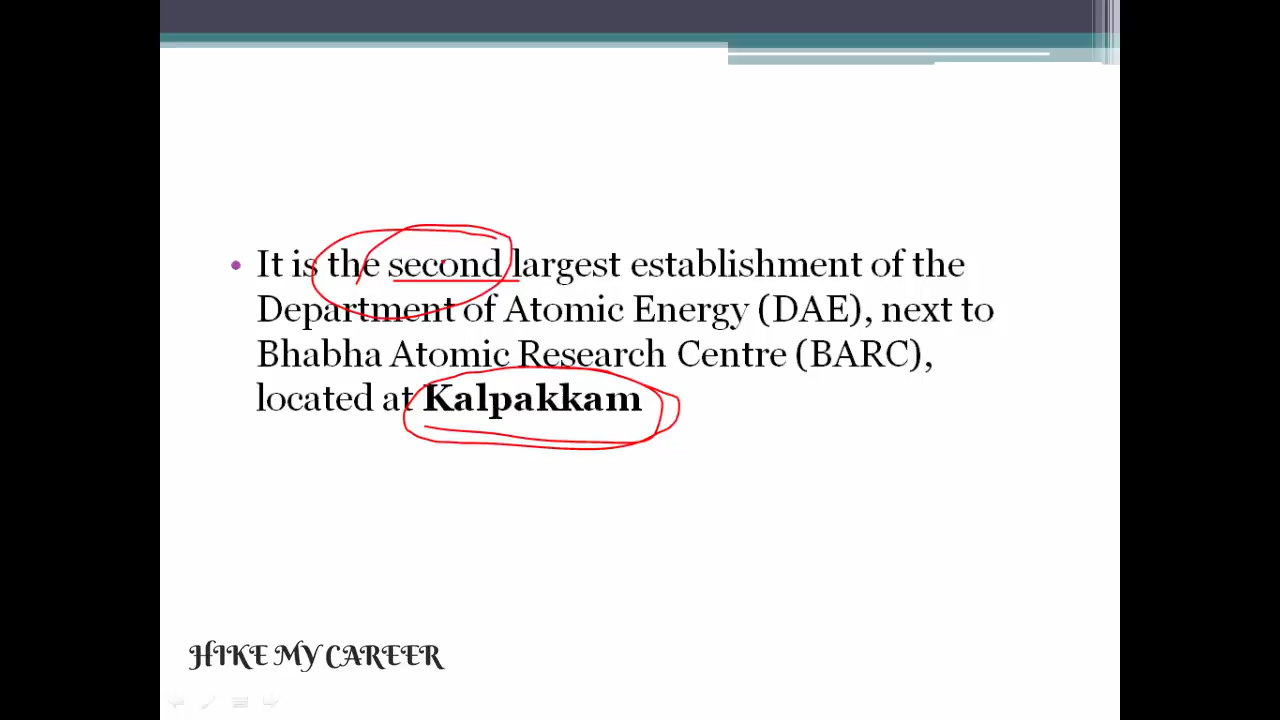 • It is the second largest establishment of the
Department of Atomic Energy (DAE), next to
Bhabha Atomic Research Centre (BARC),
located at Kalpakkam
HIKE MY CAREER